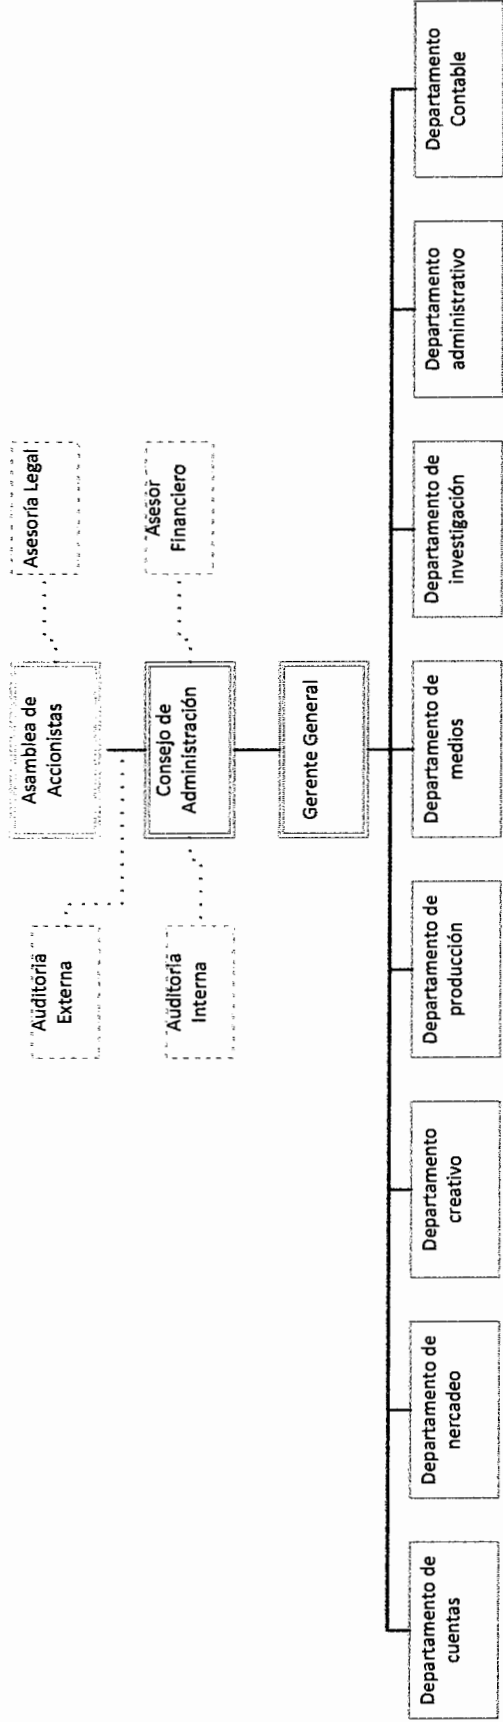 Asamblea de
Accionistas
Asesoría Legal
Auditoría
Externa
Consejo de
Administración
Asesor
Financiero
Auditoría
Interna
Gerente General
Departamento de
cuentas
Departamento de
nercadeo
Departamento
creativo
Departamento de
producción
Departamento de
medios
Departamento de
investigación
Departamento
administrativo
Departamento
Contable